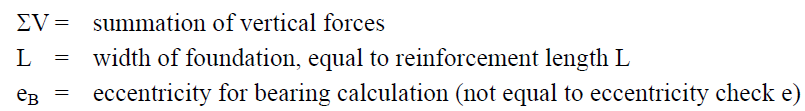 ΣV = summation of vertical forces
L = width of foundation, equal to reinforcement length L
eB = eccentricity for bearing calculation (not equal to eccentricity check e)